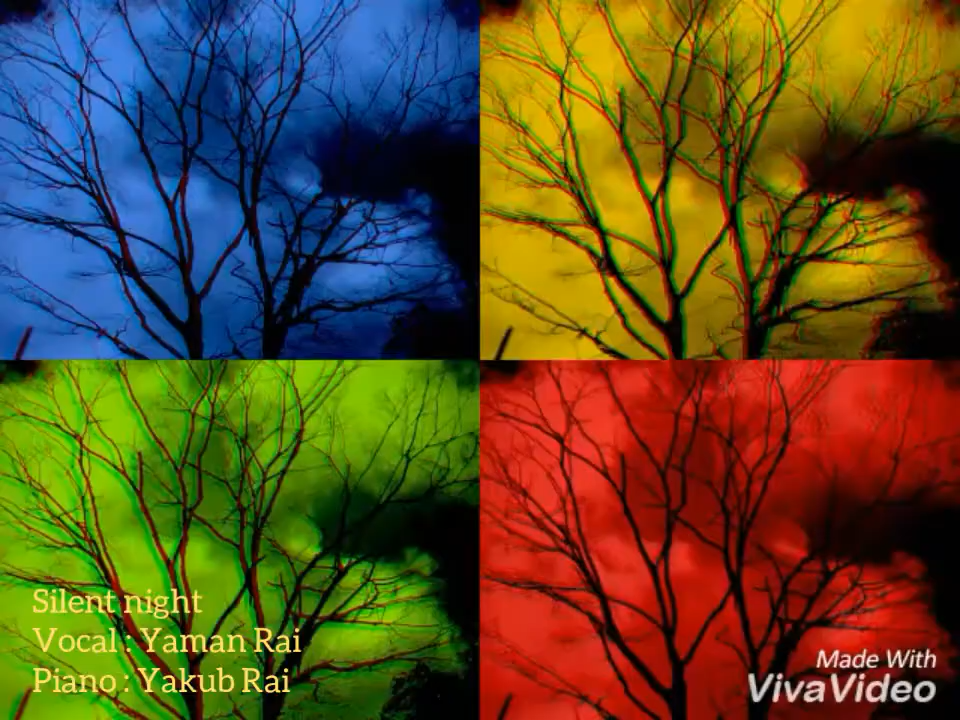 Silent night
Vocal : Yaman Rai
Piano : Yakub Rai
Made With
VivaVideo